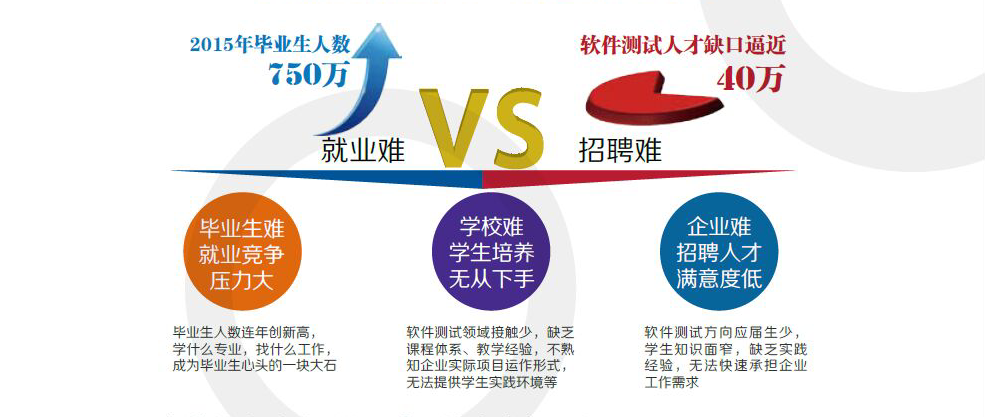 2015年毕业生人数
750万
软件测试人才缺口逼近
40万
VS
就业难
招聘难
毕业生难
就业竞争
压力大
学校难
学生培养
无从下手
企业难
招聘人才
满意度低
毕业生人数连年创新高，
学什么专业，找什么工作，
成为毕业生心头的一块大石
软件测试领域接触少，缺乏
课程体系、教学经验，不熟
知企业实际项目运作形式，
无法提供学生实践环境等
软件测试方向应届生少，
学生知识面窄，缺乏实践
经验，无法快速承担企业
工作需求